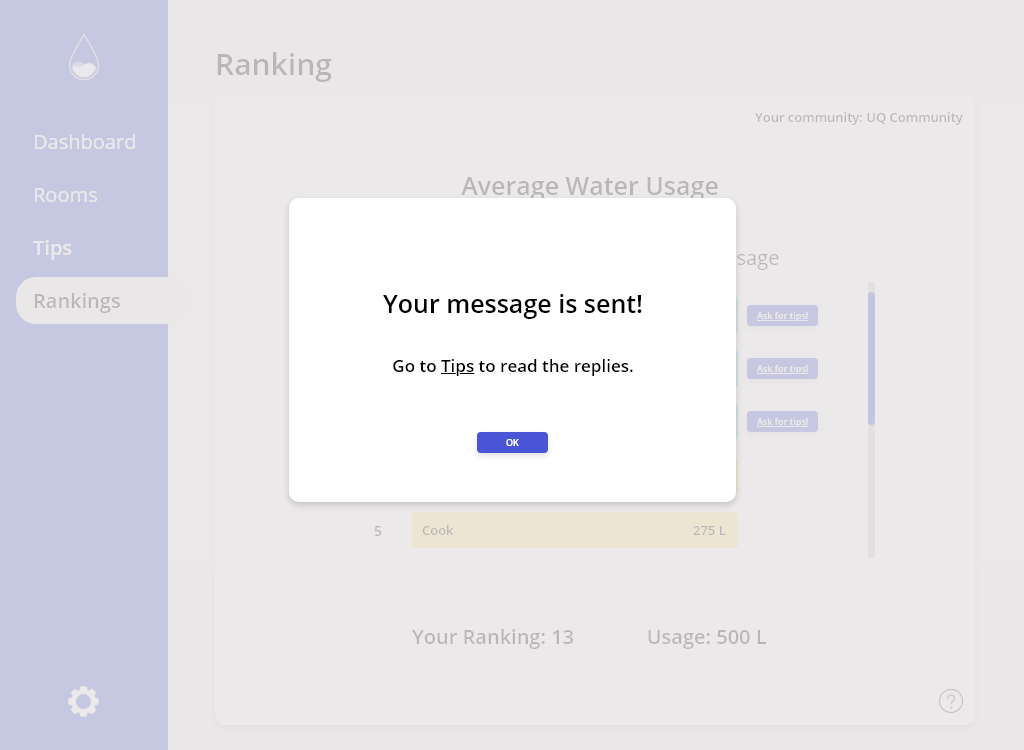 Ranking
Dashboard
Rooms
Tips
Rankings
Your community: UQ Community
Average Water Usage
sage
Ask for tips!
Ask for tips!
Ask for tips!
Your message is sent!
Go to Tips to read the replies.
OK
5 Cook 275 L
Your Ranking: 13 Usage: 500 L
?